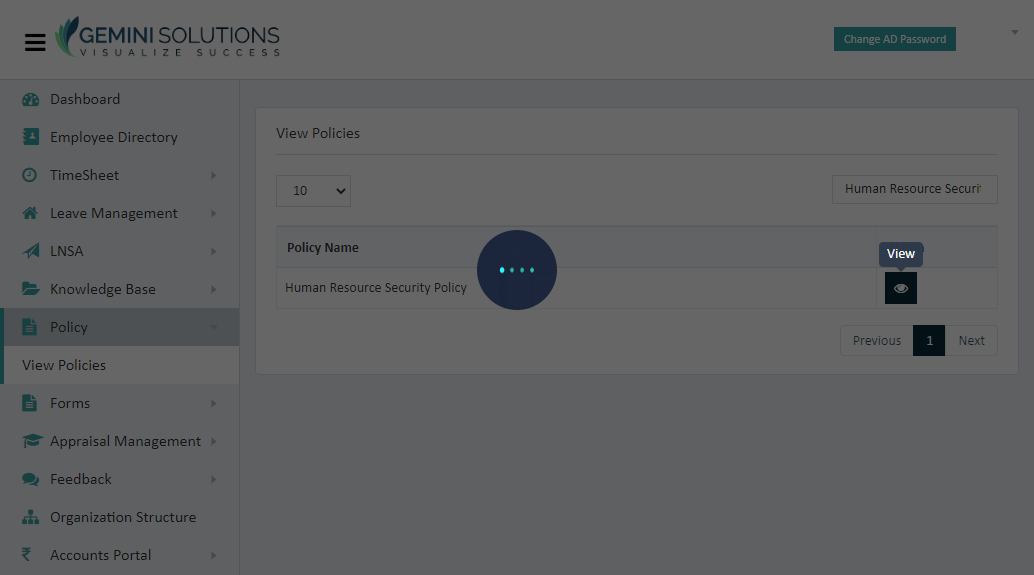 GEMINI SOLUTIONS
VISUALIZE SUCCESS
Change AD Password
Dashboard
Employee Directory
TimeSheet
Leave Management
LNSA
Knowledge Base
Policy
View Policies
Forms
Appraisal Management
Feedback
Organization Structure
Accounts Portal
View Policies
10
Human Resource Securi
Policy Name
View
Human Resource Security Policy
Previous 1 Next